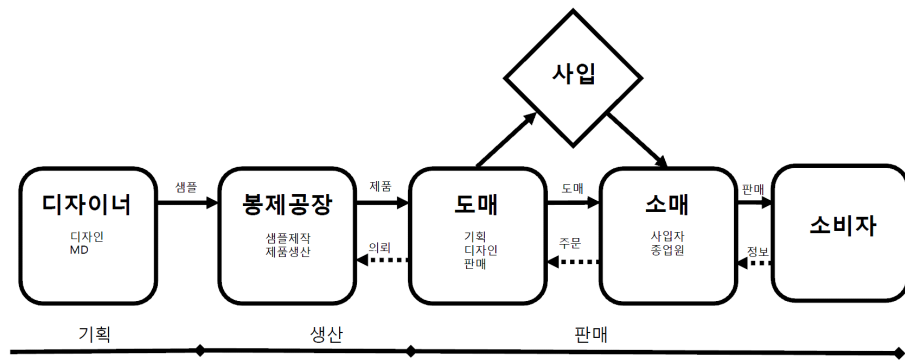 사입
디자이너
디자인
MD
샘플
봉제공장
샘플제작
제품생산
제품
의뢰
도매
기획
디자인
판매
도매
주문
소매
사입자
종업원
판매
정보
소비자
기획
생산
판매